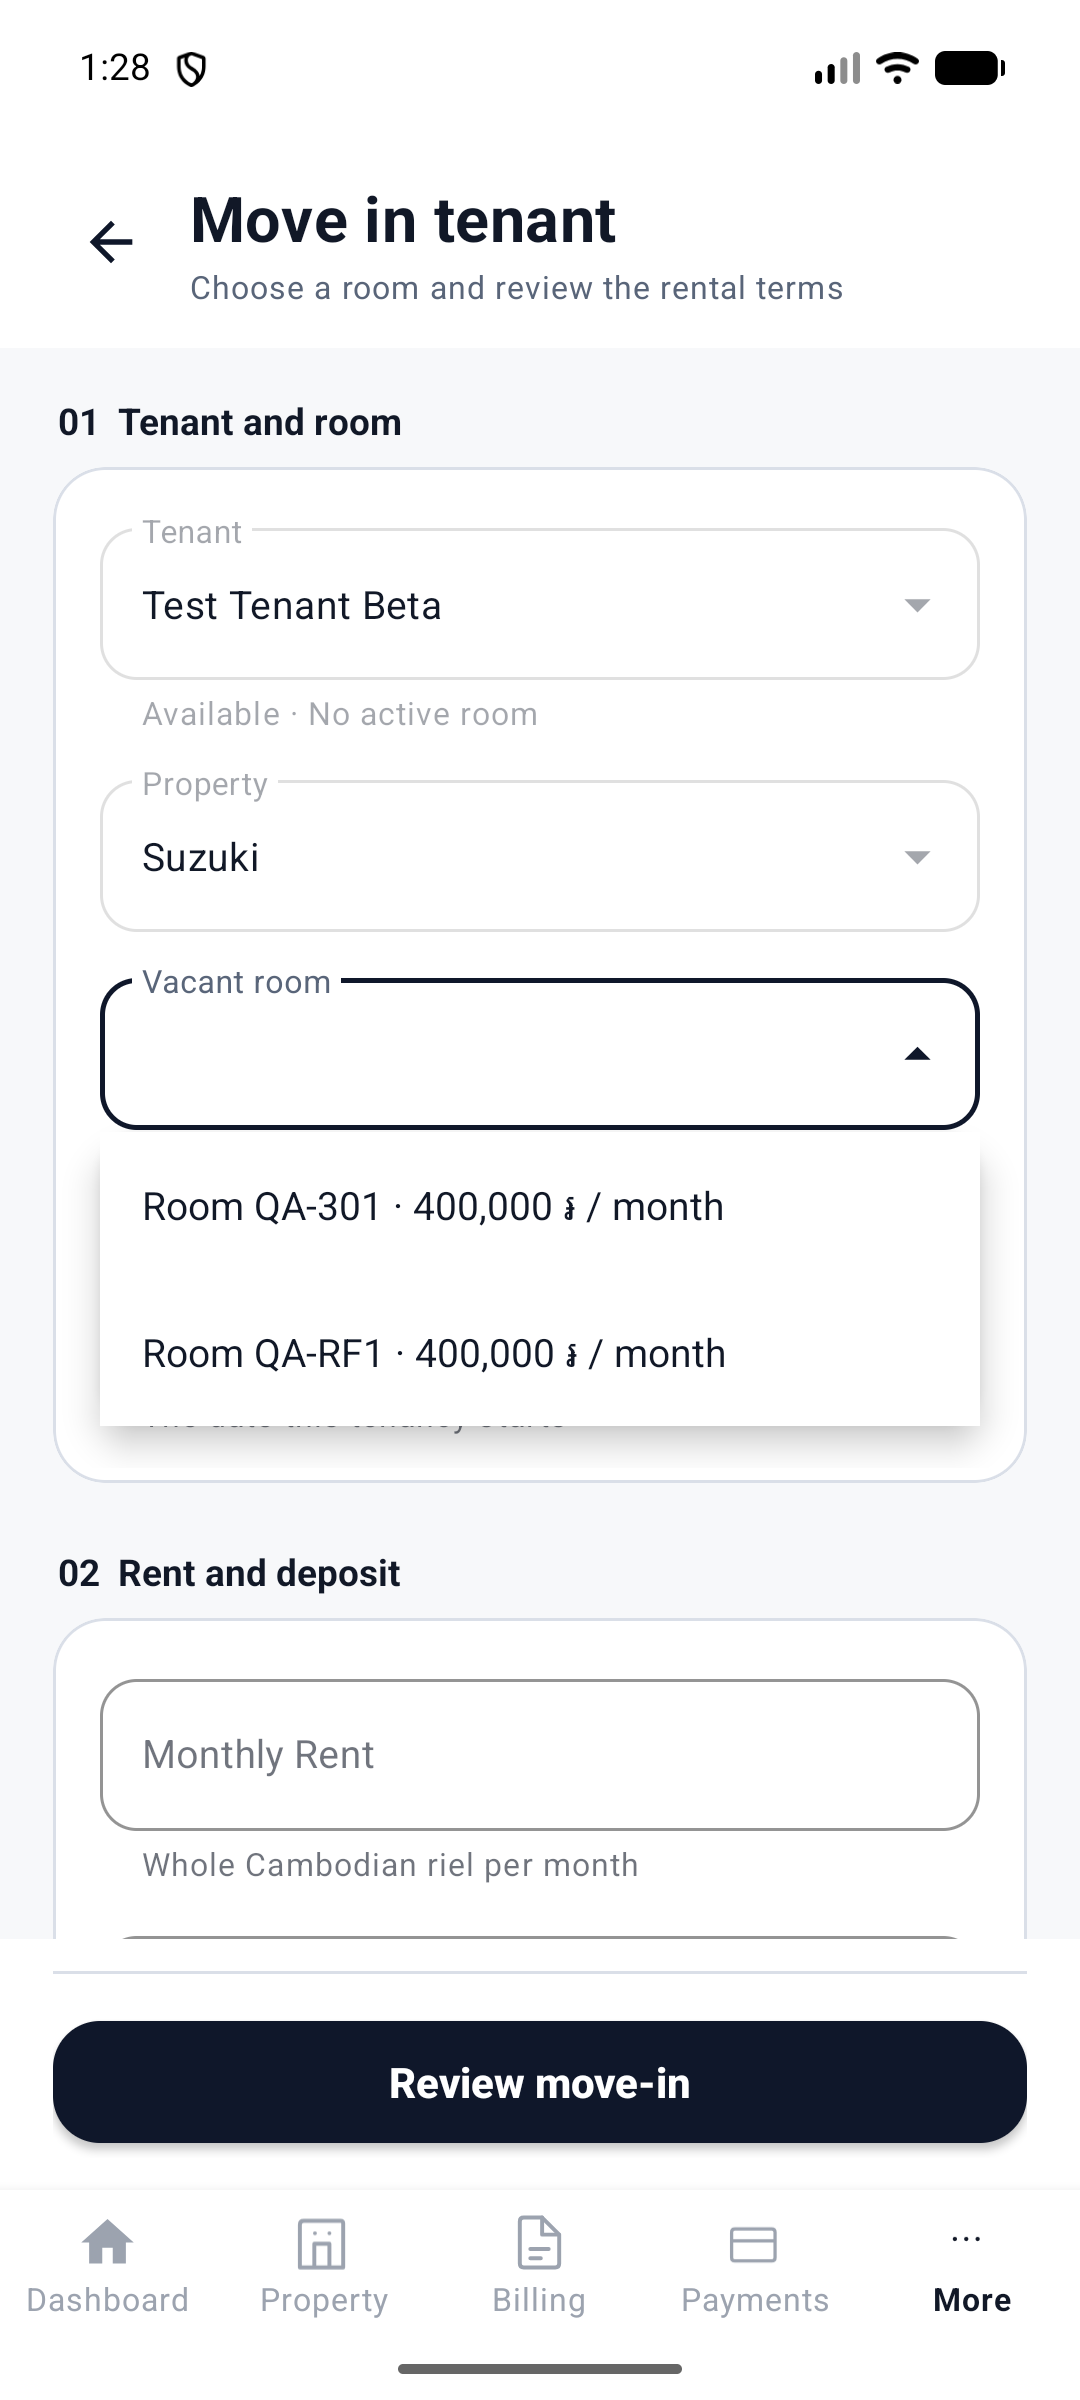 1:28
Move in tenant
Choose a room and review the rental terms
01 Tenant and room
Tenant
Test Tenant Beta
Available · No active room
Property
Suzuki
Vacant room
Room QA-301 · 400,000 ៛ / month
Room QA-RF1 · 400,000 ៛ / month
02 Rent and deposit
Monthly Rent
Whole Cambodian riel per month
Review move-in
Dashboard
Property
Billing
Payments
More